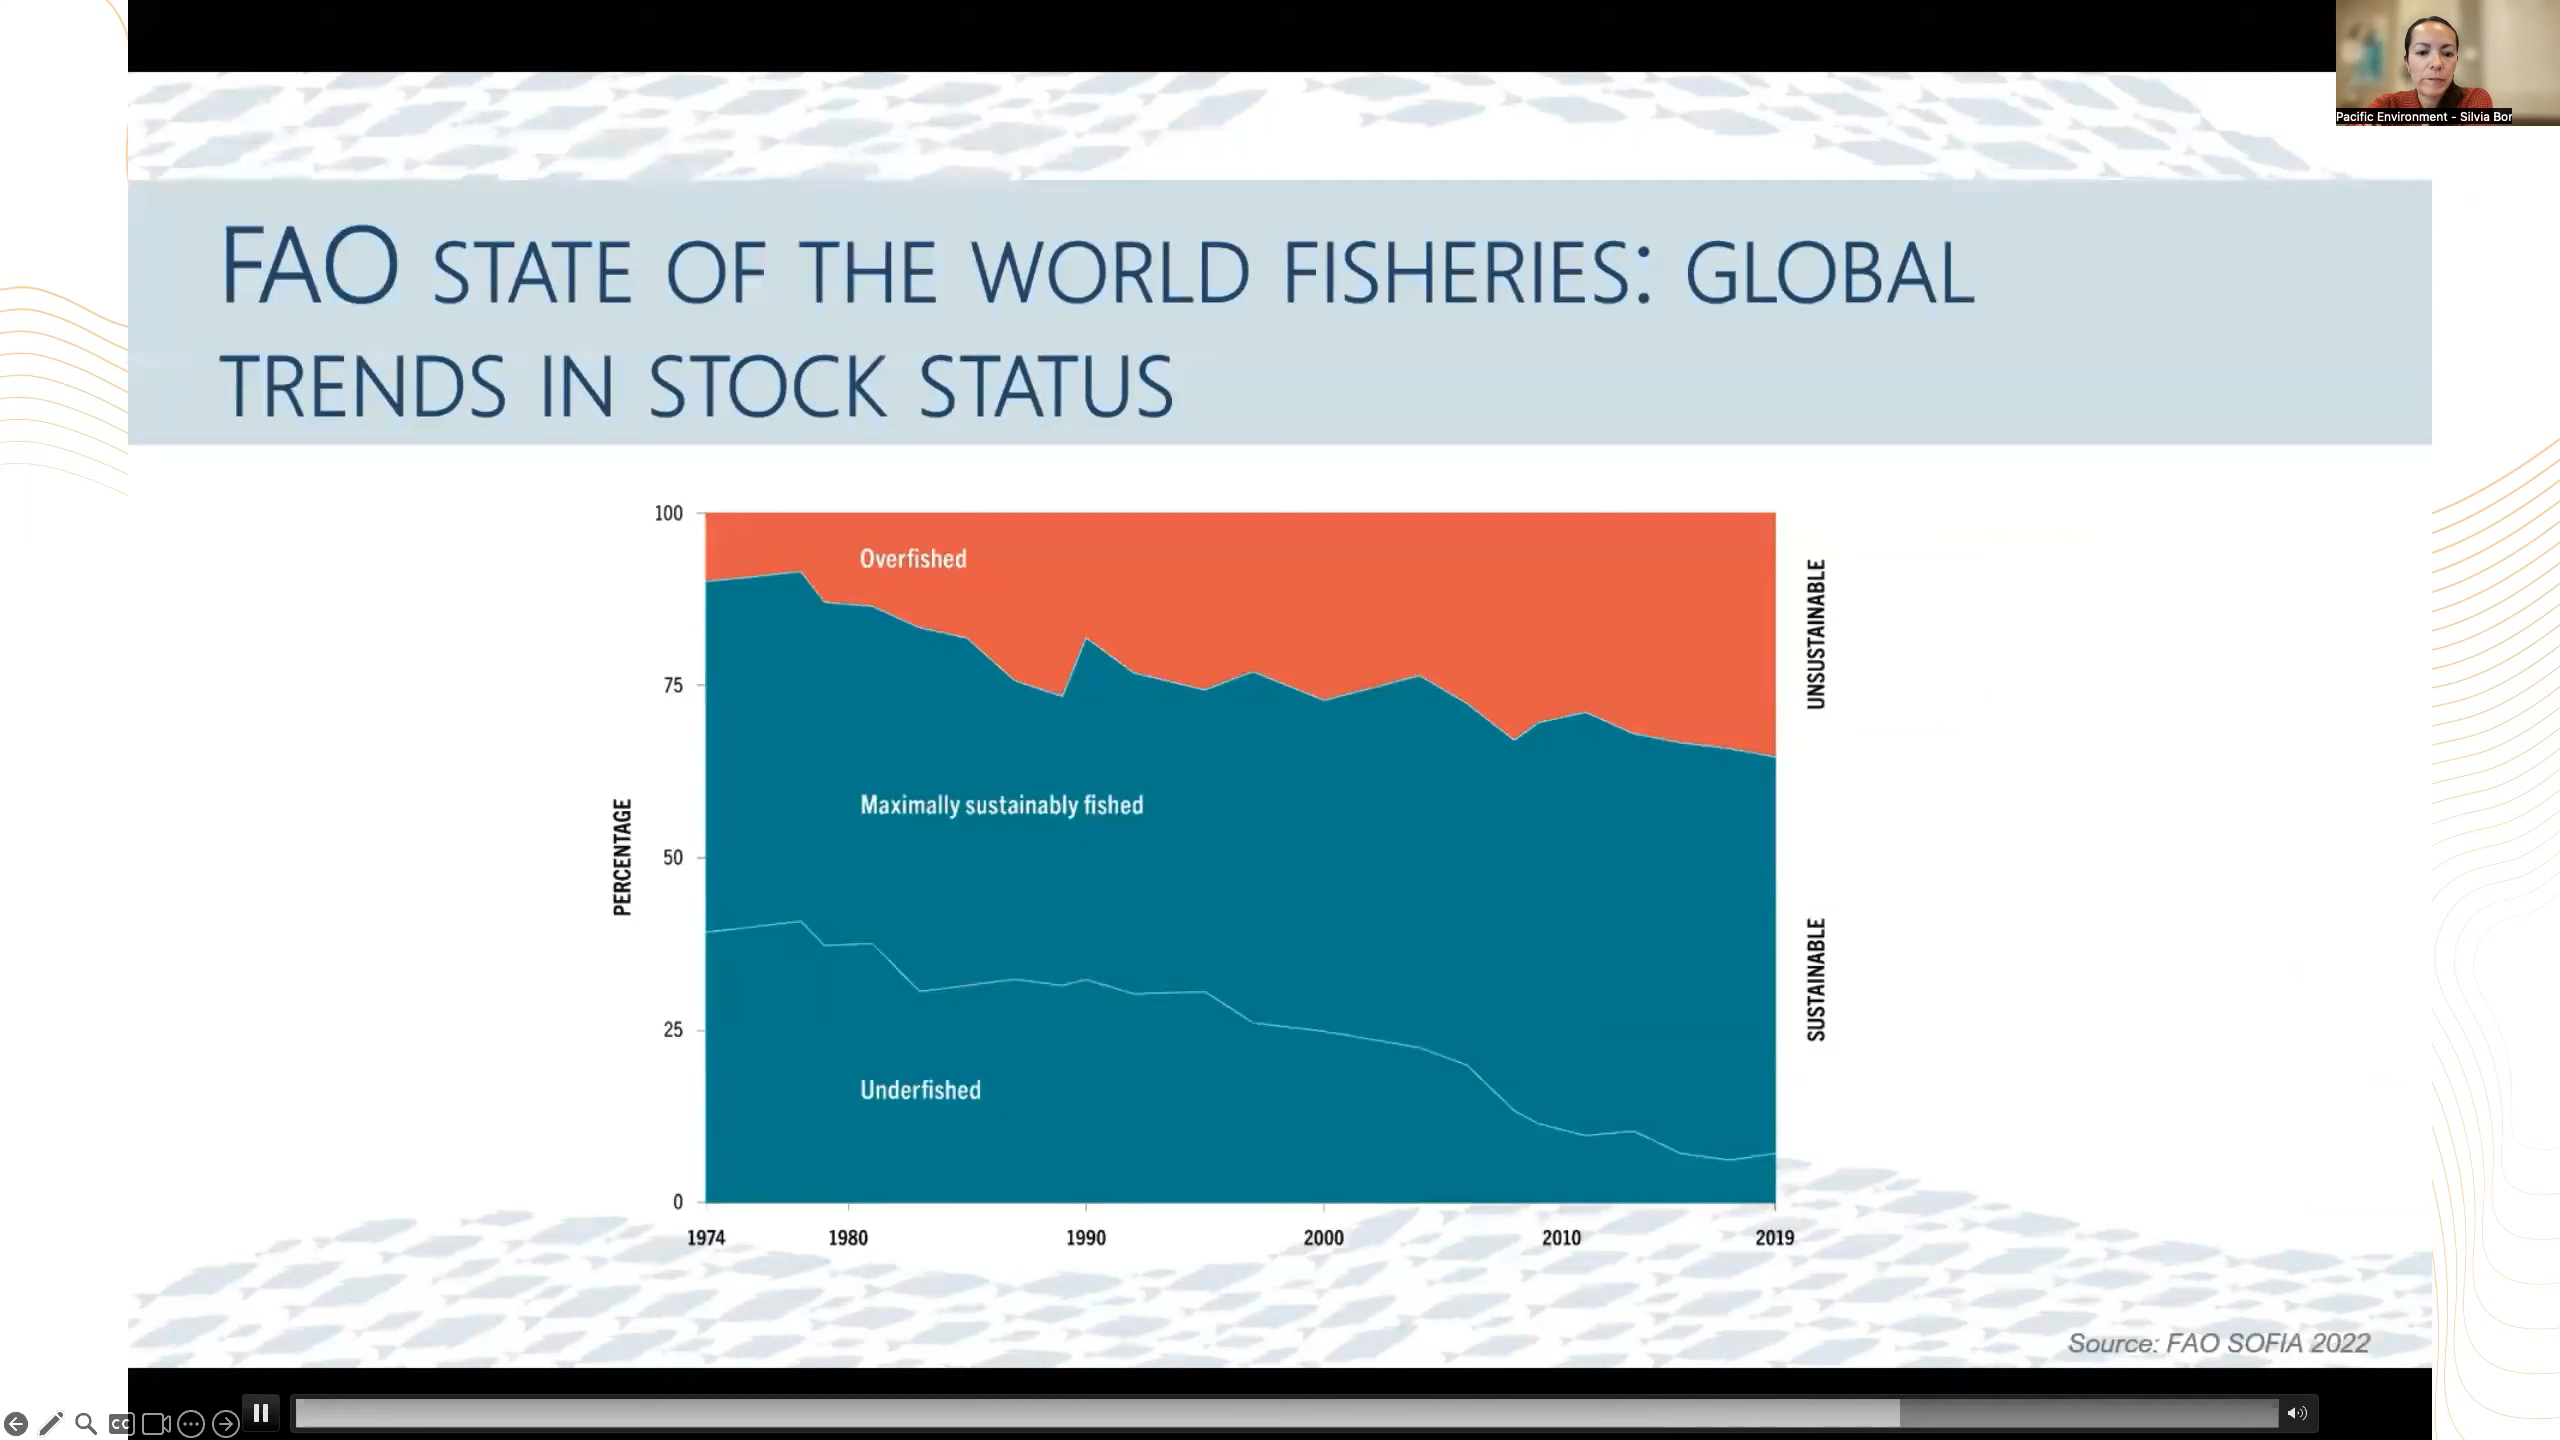 Pacific Environment - Silvia Bor
FAO STATE OF THE WORLD FISHERIES: GLOBAL
TRENDS IN STOCK STATUS
100
75
50
25
0
PERCENTAGE
Overfished
Maximally sustainably fished
Underfished
UNSUSTAINABLE
SUSTAINABLE
1974 1980 1990 2000 2010 2019
Source: FAO SOFIA 2022
CC